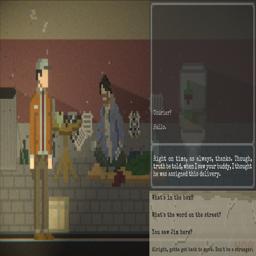 Courier?
Hello.
Right on time, as always, thanks. Though,
truth be told, when I saw your buddy, I thought
he was assigned this delivery.
What's in the box?
What's the word on the street?
You saw Jim here?
Alright, gotta get back to work. Don't be a stranger.